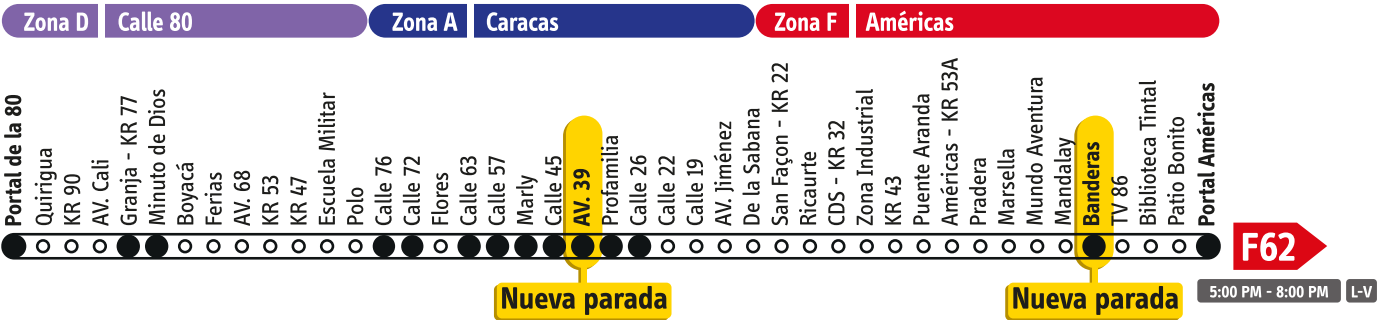 Zona D Calle 80
Zona A Caracas
Zona F Américas
Portal de la 80
Quirigua
KR 90
AV. Cali
Granja - KR 77
Minuto de Dios
Boyacá
Ferias
AV. 68
KR 53
KR 47
Escuela Militar
Polo
Calle 76
Calle 72
Flores
Calle 63
Calle 57
Marly
Calle 45
AV. 39
Profamilia
Calle 26
Calle 22
Calle 19
AV. Jiménez
De la Sabana
San Façon - KR 22
Ricaurte
CDS - KR 32
Zona Industrial
KR 43
Puente Aranda
Américas - KR 53A
Pradera
Marsella
Mundo Aventura
Mandalay
Banderas
TV 86
Biblioteca Tintal
Patio Bonito
Portal Américas
F62
5:00 PM - 8:00 PM L-V
Nueva parada
Nueva parada